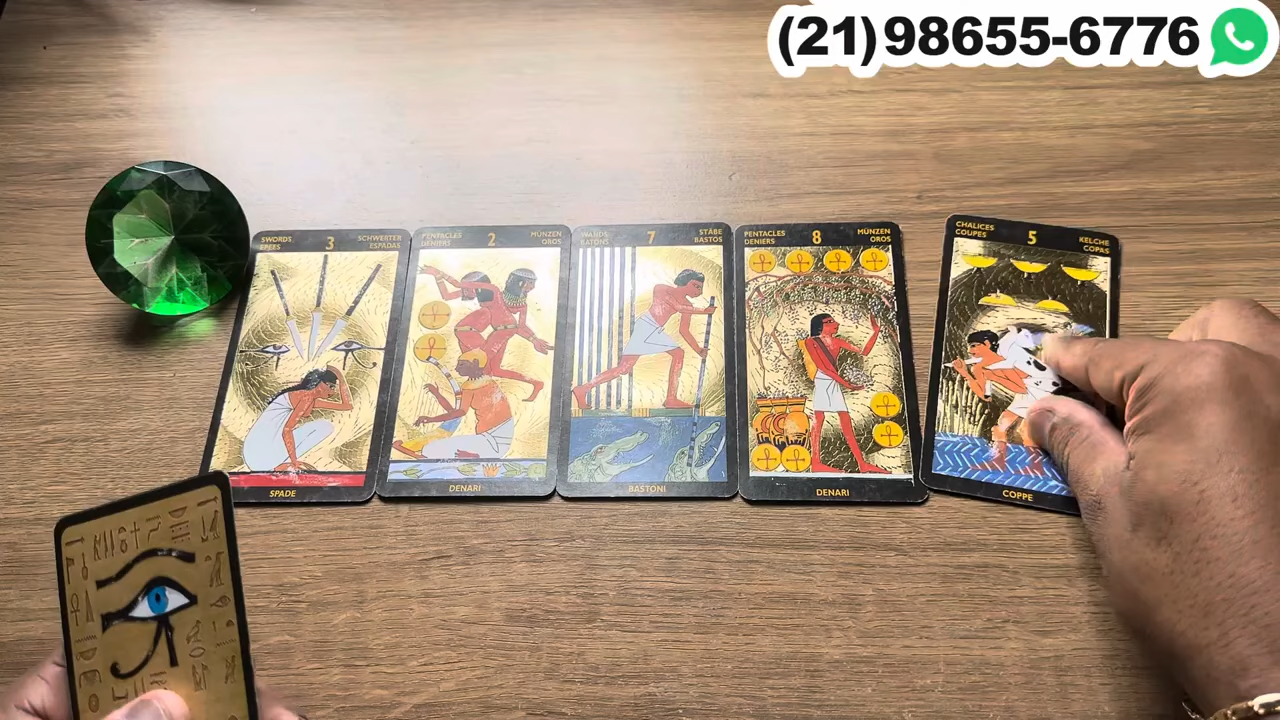 (21)98655-6776
SWORDS
EPEES
3
SCHWERTER
ESPADAS
SPADE
PENTACLES
DENIERS
2
MÜNZEN
OROS
DENARI
WANDS
BATONS
7
STÄBE
BASTOS
BASTONI
PENTACLES
DENIERS
8
MÜNZEN
OROS
DENARI
CHALICES
COUPES
5
KELCHE
COPAS
COPPE